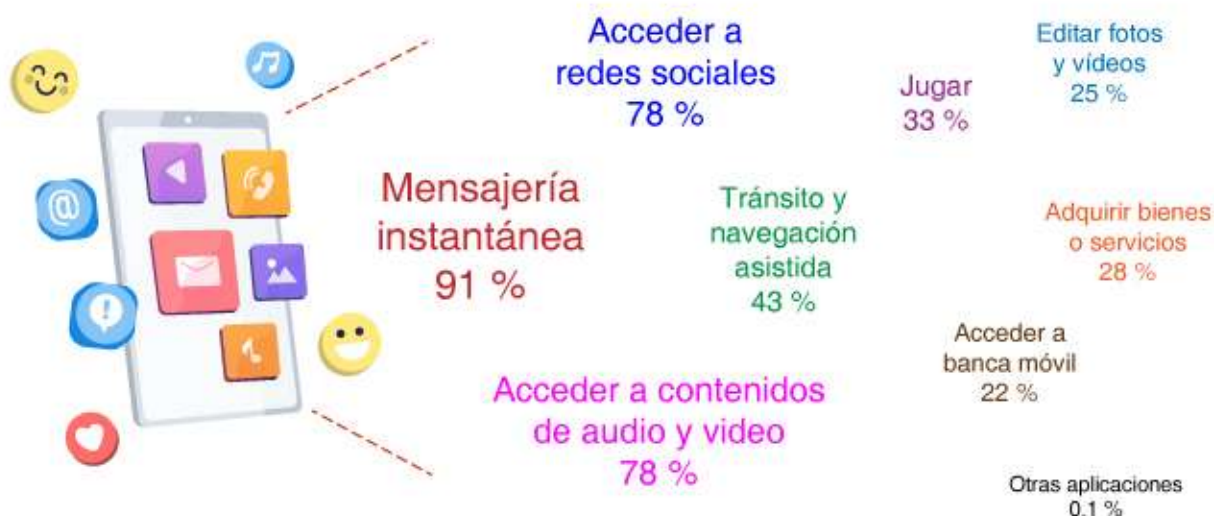 Acceder a
redes sociales
78 %
Jugar
33 %
Editar fotos
y vídeos
25 %
Mensajería
instantánea
91 %
Tránsito y
navegación
asistida
43 %
Adquirir bienes
o servicios
28 %
Acceder a
banca móvil
22 %
Acceder a contenidos
de audio y video
78 %
Otras aplicaciones
0.1 %
@